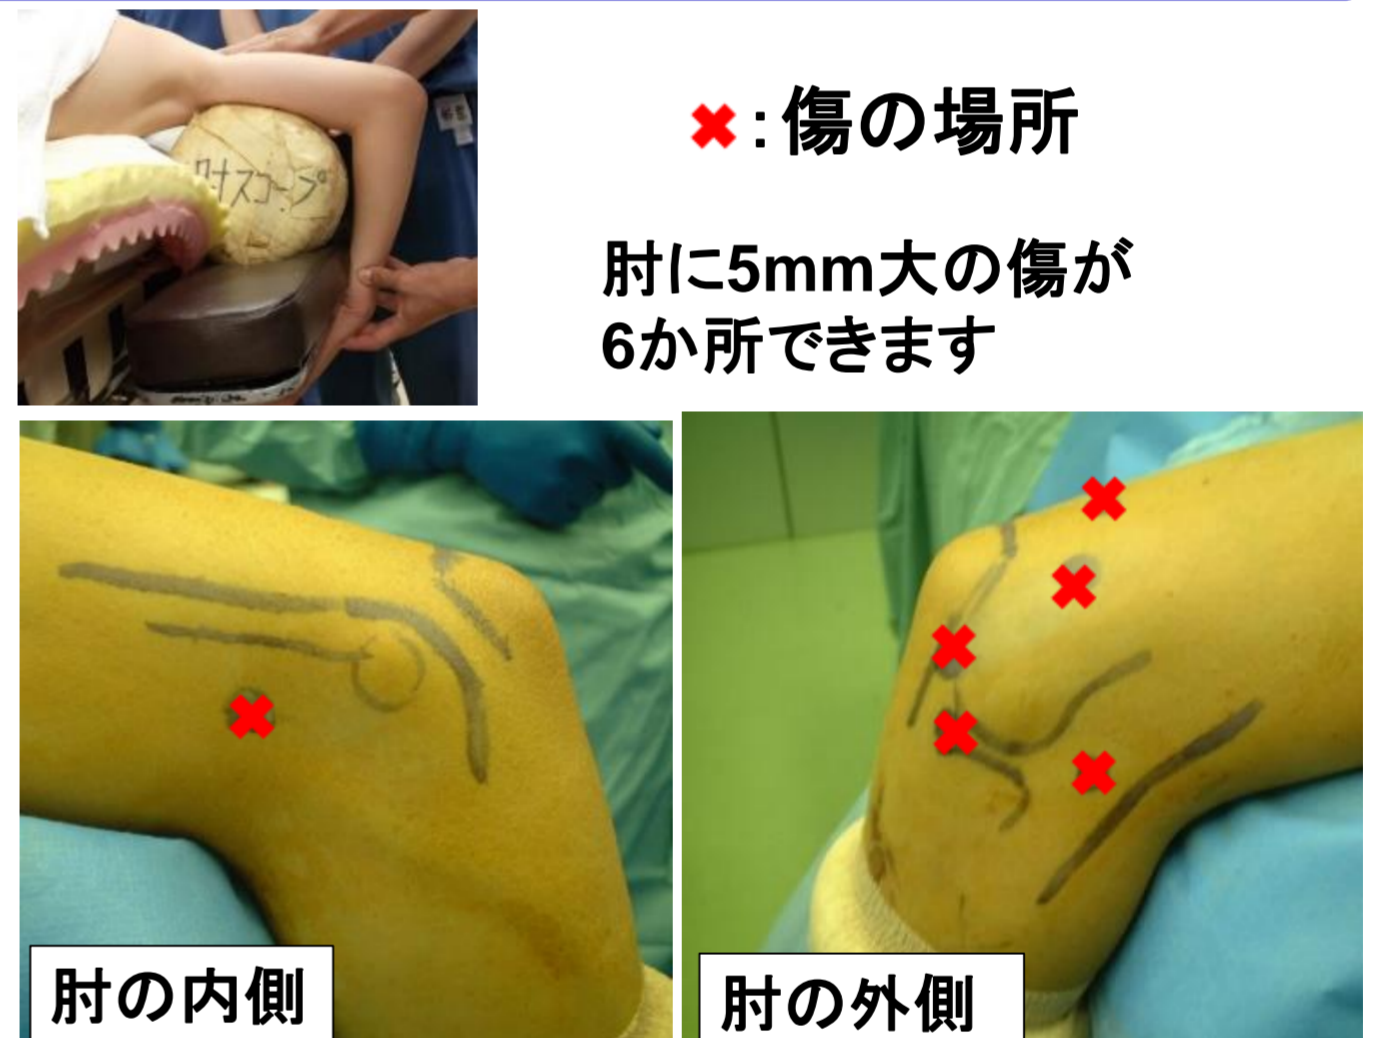 肘スコープ
✖:傷の場所
肘に5mm大の傷が
6か所できます
肘の内側
肘の外側